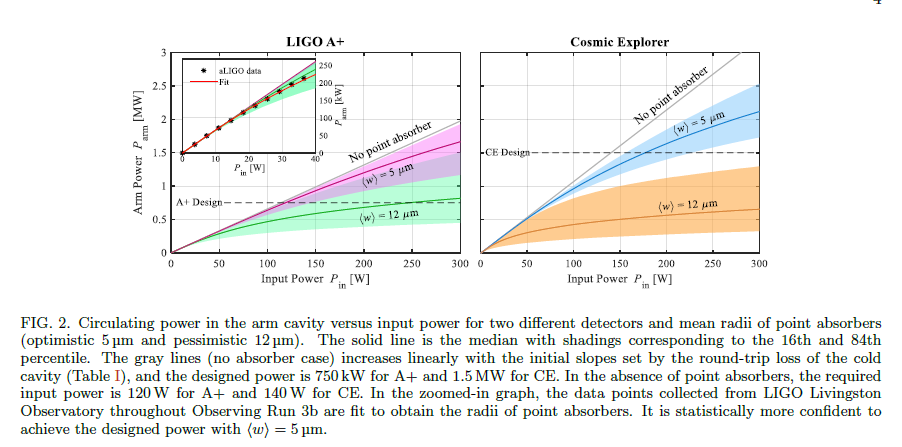 LIGO A+
Cosmic Explorer
3
2.5
2
1.5
1
0.5
0
Arm Power P_arm [MW]
aLIGO data
Fit
250
200
150
100
50
0
P_arm [kW]
0 10 20 30 40
P_in [W]
No point absorber
⟨w⟩ = 5 μm
A+ Design
⟨w⟩ = 12 μm
0 50 100 150 200 250 300
Input Power P_in [W]
No point absorber
⟨w⟩ = 5 μm
CE Design
⟨w⟩ = 12 μm
0 50 100 150 200 250 300
Input Power P_in [W]
FIG. 2. Circulating power in the arm cavity versus input power for two different detectors and mean radii of point absorbers
(optimistic 5 μm and pessimistic 12 μm). The solid line is the median with shadings corresponding to the 16th and 84th
percentile. The gray lines (no absorber case) increases linearly with the initial slopes set by the round-trip loss of the cold
cavity (Table I), and the designed power is 750 kW for A+ and 1.5 MW for CE. In the absence of point absorbers, the required
input power is 120 W for A+ and 140 W for CE. In the zoomed-in graph, the data points collected from LIGO Livingston
Observatory throughout Observing Run 3b are fit to obtain the radii of point absorbers. It is statistically more confident to
achieve the designed power with ⟨w⟩ = 5 μm.